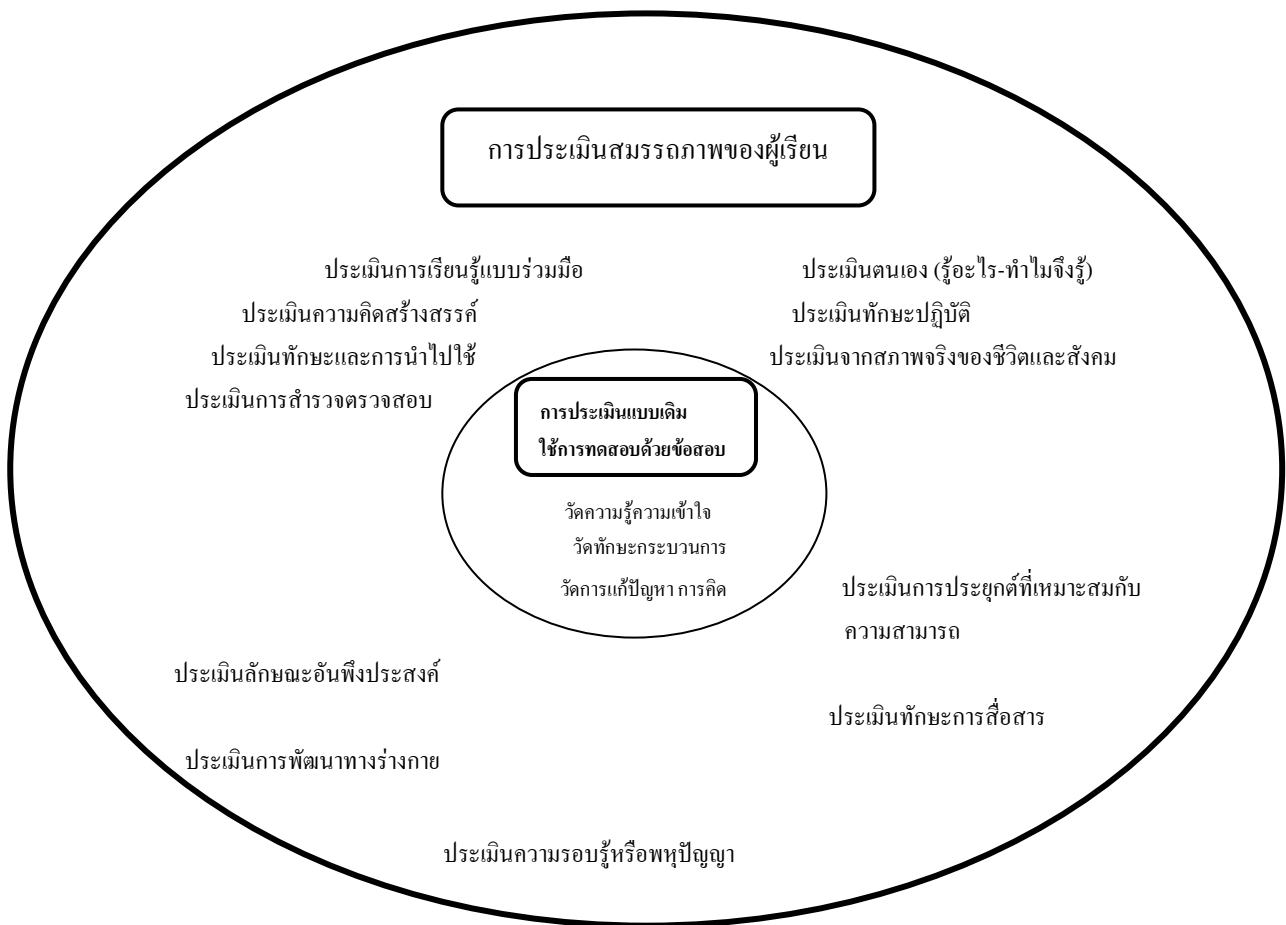 การประเมินสมรรถภาพของผู้เรียน
ประเมินการเรียนรู้แบบร่วมมือ
ประเมินความคิดสร้างสรรค์
ประเมินทักษะและการนำไปใช้
ประเมินการสำรวจตรวจสอบ
ประเมินตนเอง (รู้อะไร-ทำไมจึงรู้)
ประเมินทักษะปฏิบัติ
ประเมินจากสภาพจริงของชีวิตและสังคม
การประเมินแบบเดิม
ใช้การทดสอบด้วยข้อสอบ
วัดความรู้ความเข้าใจ
วัดทักษะกระบวนการ
วัดการแก้ปัญหา การคิด
ประเมินการประยุกต์ที่เหมาะสมกับ
ความสามารถ
ประเมินลักษณะอันพึงประสงค์
ประเมินทักษะการสื่อสาร
ประเมินการพัฒนาทางร่างกาย
ประเมินความรอบรู้หรือพหุปัญญา